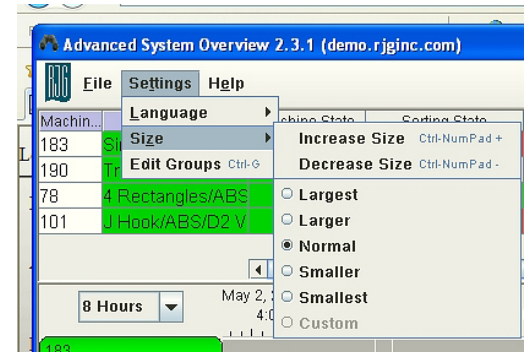 Advanced System Overview 2.3.1 (demo.rjginc.com)
RJG File Settings Help
Language
Machin... Sorting State
Size Increase Size Ctrl-NumPad +
183
Edit Groups Ctrl-G Decrease Size Ctrl-NumPad -
190
78 4 Rectangles/ABS Largest
101 J Hook/ABS/D2 V Larger
Normal
Smaller
8 Hours May 2, Smallest
Custom
183